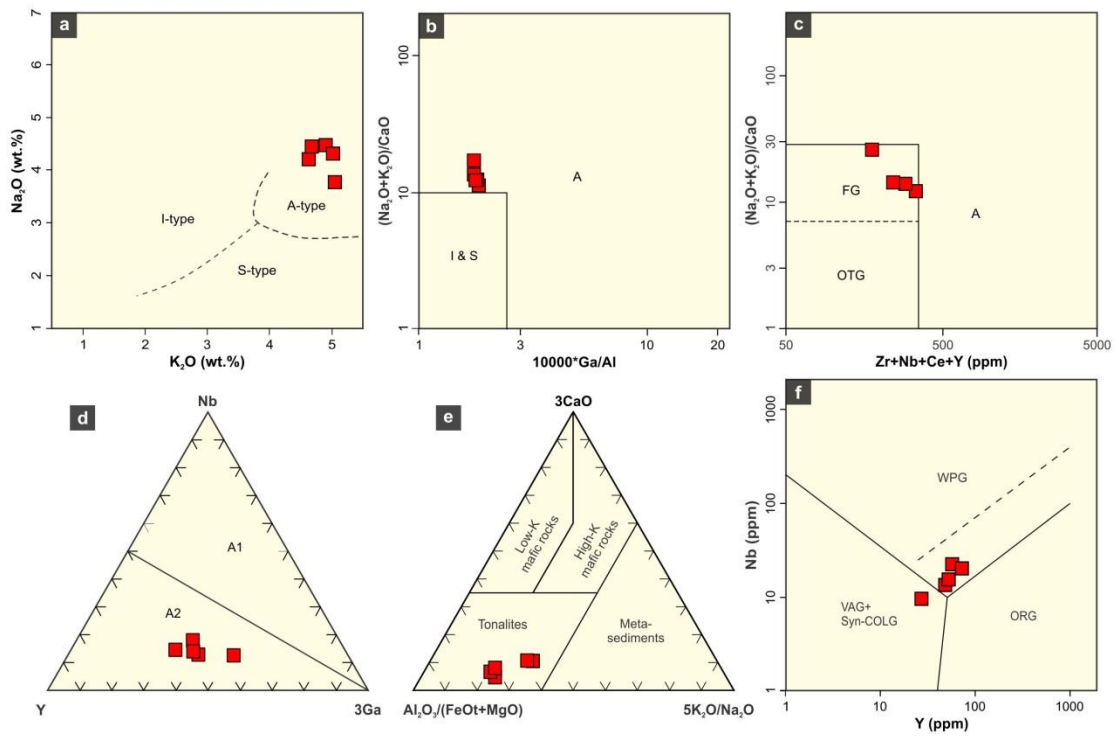 a
Na₂O (wt.%)
7
6
5
4
3
2
1
I-type
A-type
S-type
1 2 3 4 5
K₂O (wt.%)
b
(Na₂O+K₂O)/CaO
100
10
1
A
I & S
1 3 10 20
10000*Ga/Al
c
(Na₂O+K₂O)/CaO
100
30
10
3
1
FG
A
OTG
50 500 5000
Zr+Nb+Ce+Y (ppm)
d
Nb
A1
A2
Y 3Ga
e
3CaO
Low-K
mafic rocks
High-K
mafic rocks
Tonalites
Meta-
sediments
Al₂O₃/(FeOt+MgO) 5K₂O/Na₂O
f
Nb (ppm)
1000
100
10
1
WPG
VAG+
Syn-COLG
ORG
1 10 100 1000
Y (ppm)